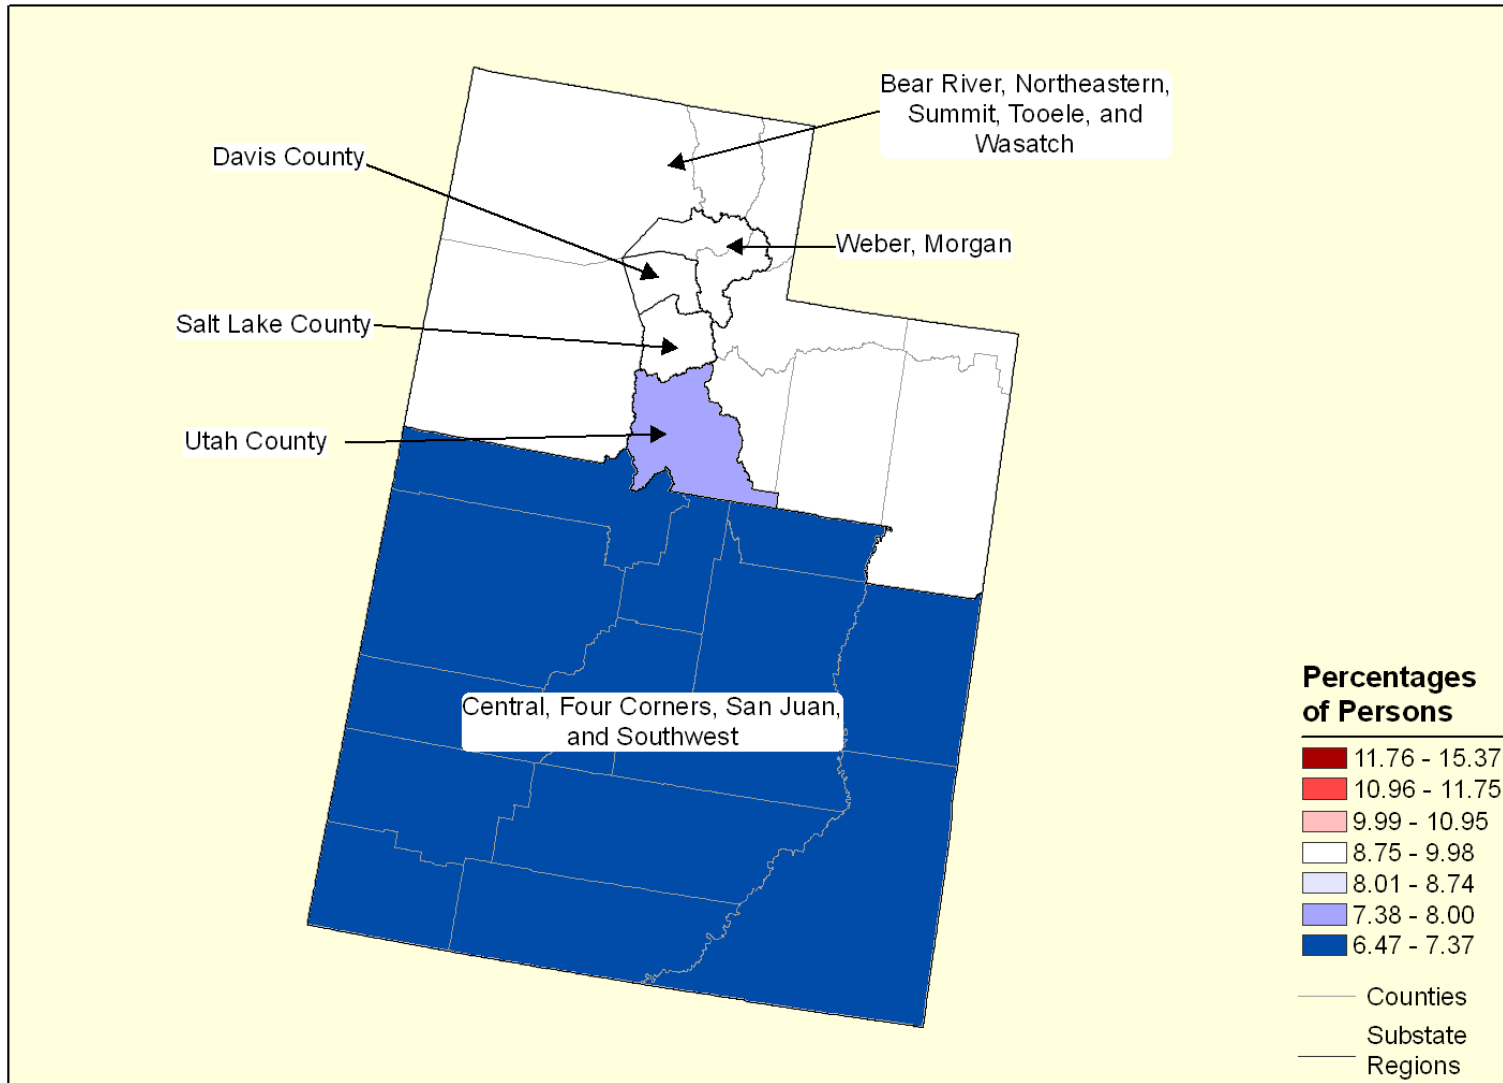 Bear River, Northeastern,
Summit, Tooele, and
Wasatch
Davis County
Weber, Morgan
Salt Lake County
Utah County
Central, Four Corners, San Juan,
and Southwest
Percentages
of Persons
11.76 - 15.37
10.96 - 11.75
9.99 - 10.95
8.75 - 9.98
8.01 - 8.74
7.38 - 8.00
6.47 - 7.37
Counties
Substate
Regions